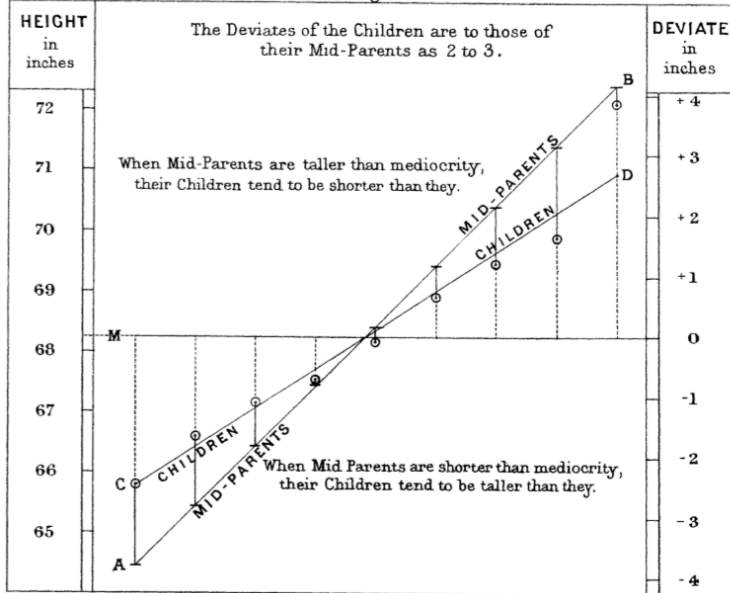 HEIGHT
in
inches
The Deviates of the Children are to those of
their Mid-Parents as 2 to 3.
DEVIATE
in
inches
B
72
+4
MID-PARENTS
71
When Mid-Parents are taller than mediocrity,
their Children tend to be shorter than they.
+3
D
CHILDREN
70
+2
69
+1
M
0
68
67
-1
CHILDREN
MID-PARENTS
66
-2
When Mid Parents are shorter than mediocrity,
their Children tend to be taller than they.
C
65
-3
A
-4